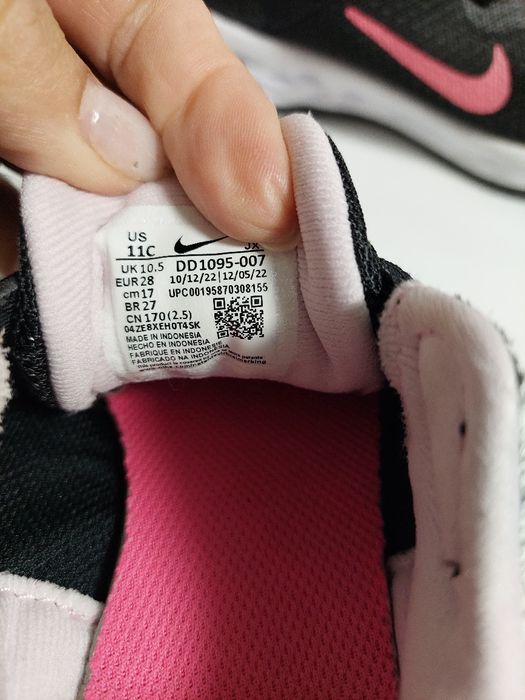 US
11C
JX
UK 10.5 DD1095-007
EUR 28 10/12/22|12/05/22
cm 17 UPC00195870308155
BR 27
CN 170 (2.5)
04ZE8XEH0T4SK
MADE IN INDONESIA
HECHO EN INDONESIA
FABRIQUE EN INDONESIE
FABRICADO NA INDONESIA